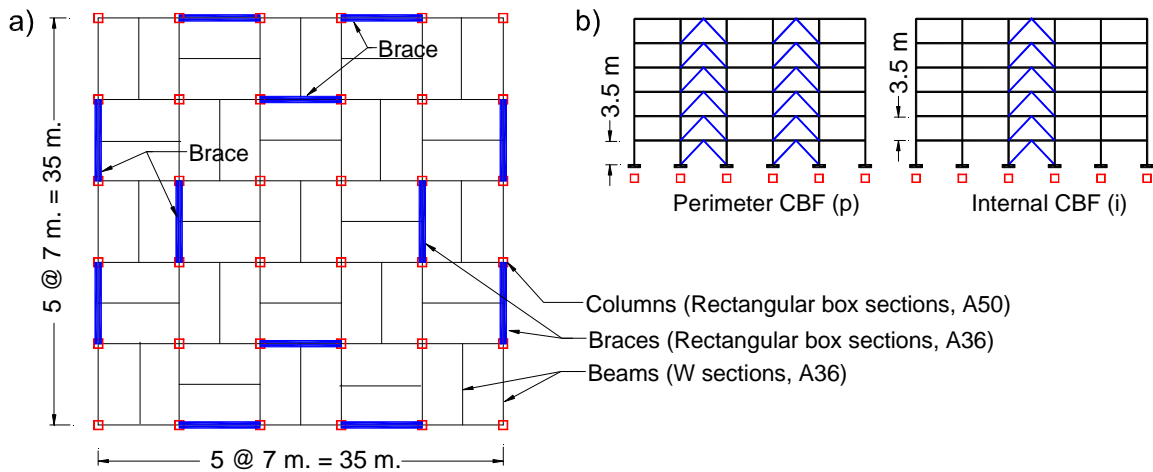 a)
Brace
Brace
5 @ 7 m. = 35 m.
5 @ 7 m. = 35 m.
Columns (Rectangular box sections, A50)
Braces (Rectangular box sections, A36)
Beams (W sections, A36)
b)
3.5 m
Perimeter CBF (p)
3.5 m
Internal CBF (i)